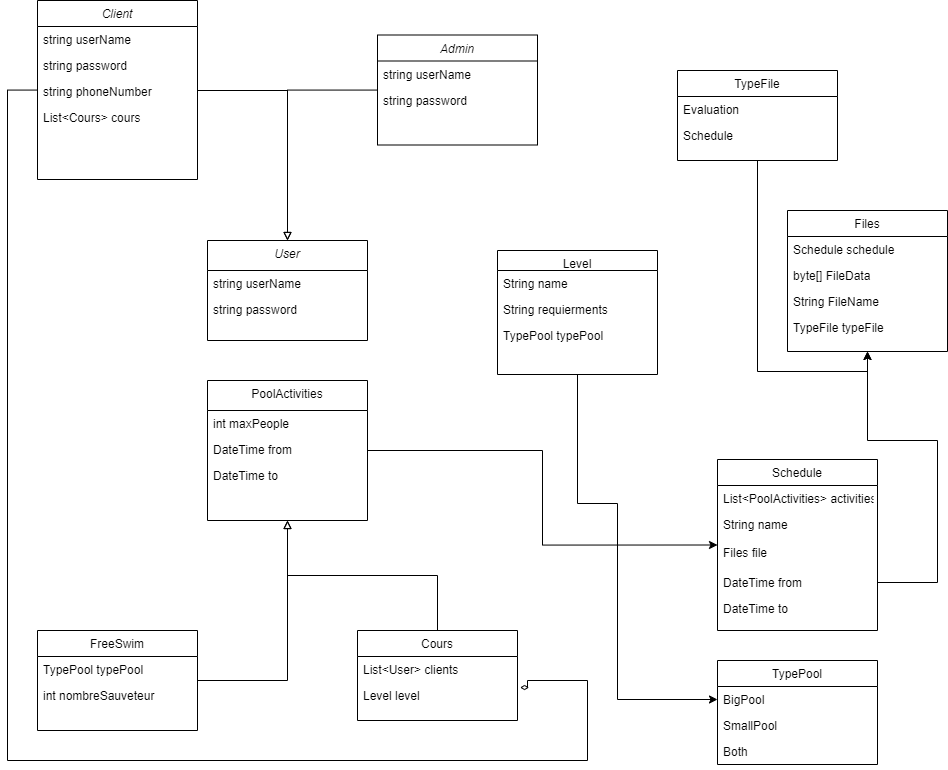 Client
string userName
string password
string phoneNumber
List<Cours> cours
Admin
string userName
string password
TypeFile
Evaluation
Schedule
Files
Schedule schedule
byte[] FileData
String FileName
TypeFile typeFile
User
string userName
string password
Level
String name
String requierments
TypePool typePool
PoolActivities
int maxPeople
DateTime from
DateTime to
Schedule
List<PoolActivities> activities
String name
Files file
DateTime from
DateTime to
FreeSwim
TypePool typePool
int nombreSauveteur
Cours
List<User> clients
Level level
TypePool
BigPool
SmallPool
Both